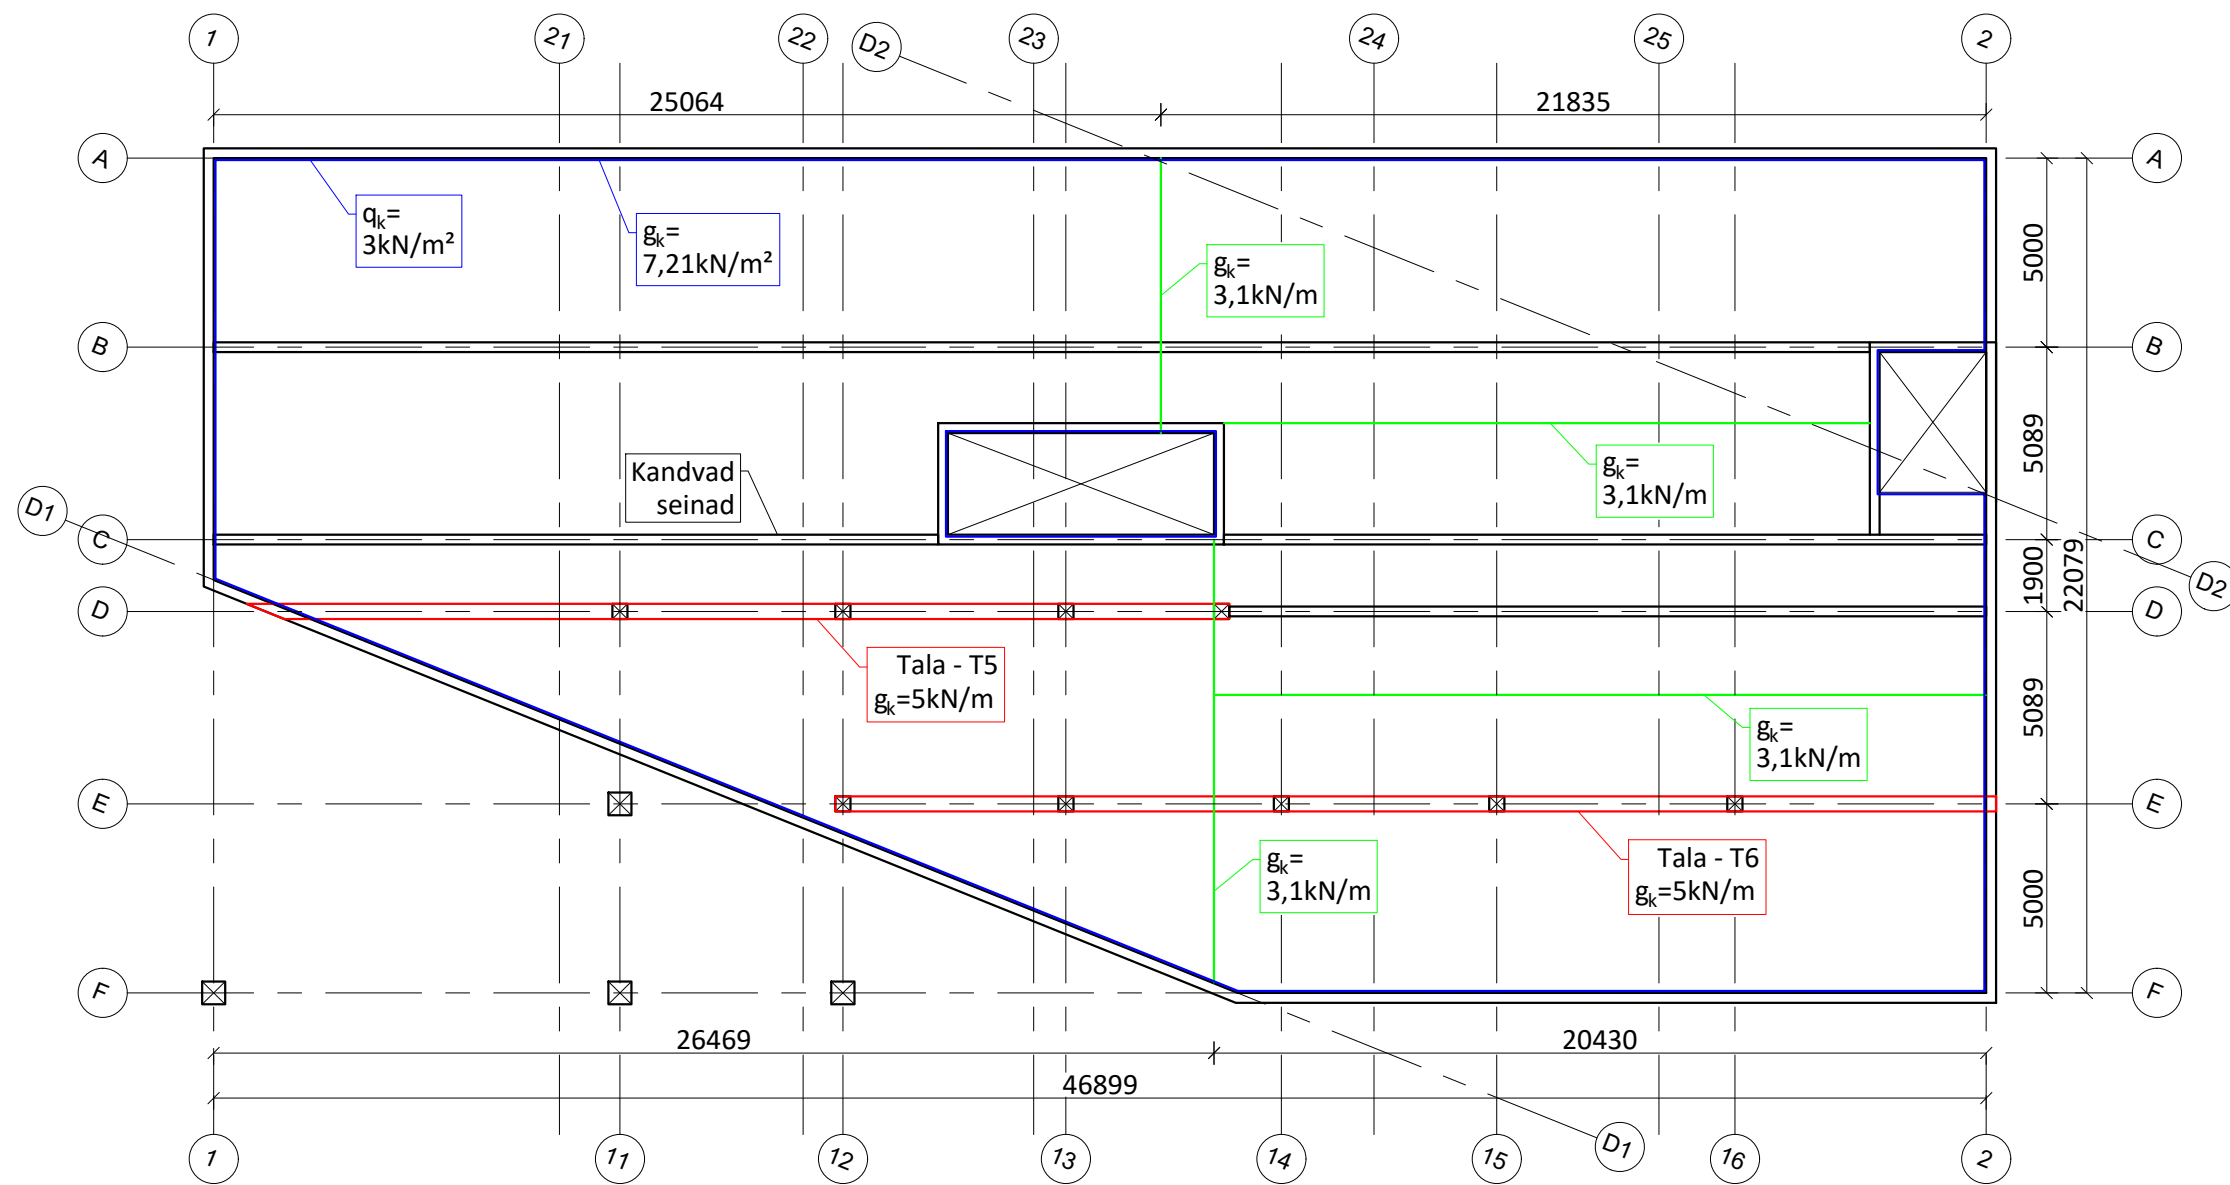 1
21
22
23
24
25
2
D2
25064
21835
A
A
qₖ=
3kN/m²
gₖ=
7,21kN/m²
gₖ=
3,1kN/m
5000
B
B
Kandvad
seinad
gₖ=
3,1kN/m
5089
D1
C
C
1900
22079
D2
D
D
Tala - T5
gₖ=5kN/m
gₖ=
3,1kN/m
5089
E
E
gₖ=
3,1kN/m
Tala - T6
gₖ=5kN/m
5000
F
F
26469
20430
46899
D1
1
11
12
13
14
15
16
2